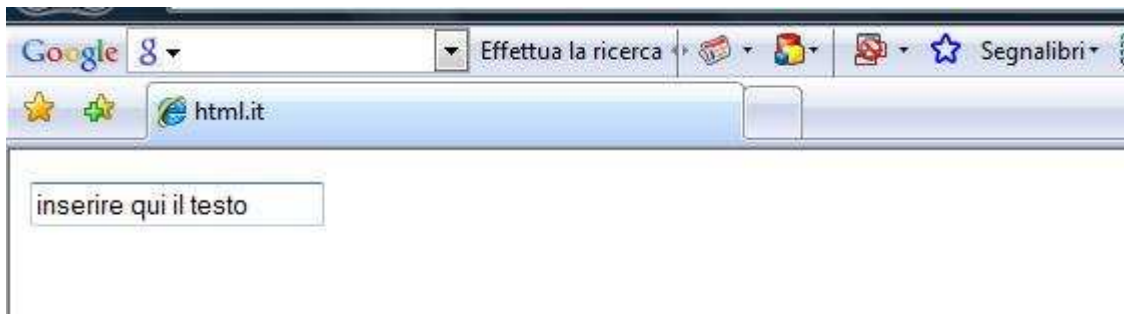 Google g Effettua la ricerca Segnalibri
html.it
inserire qui il testo